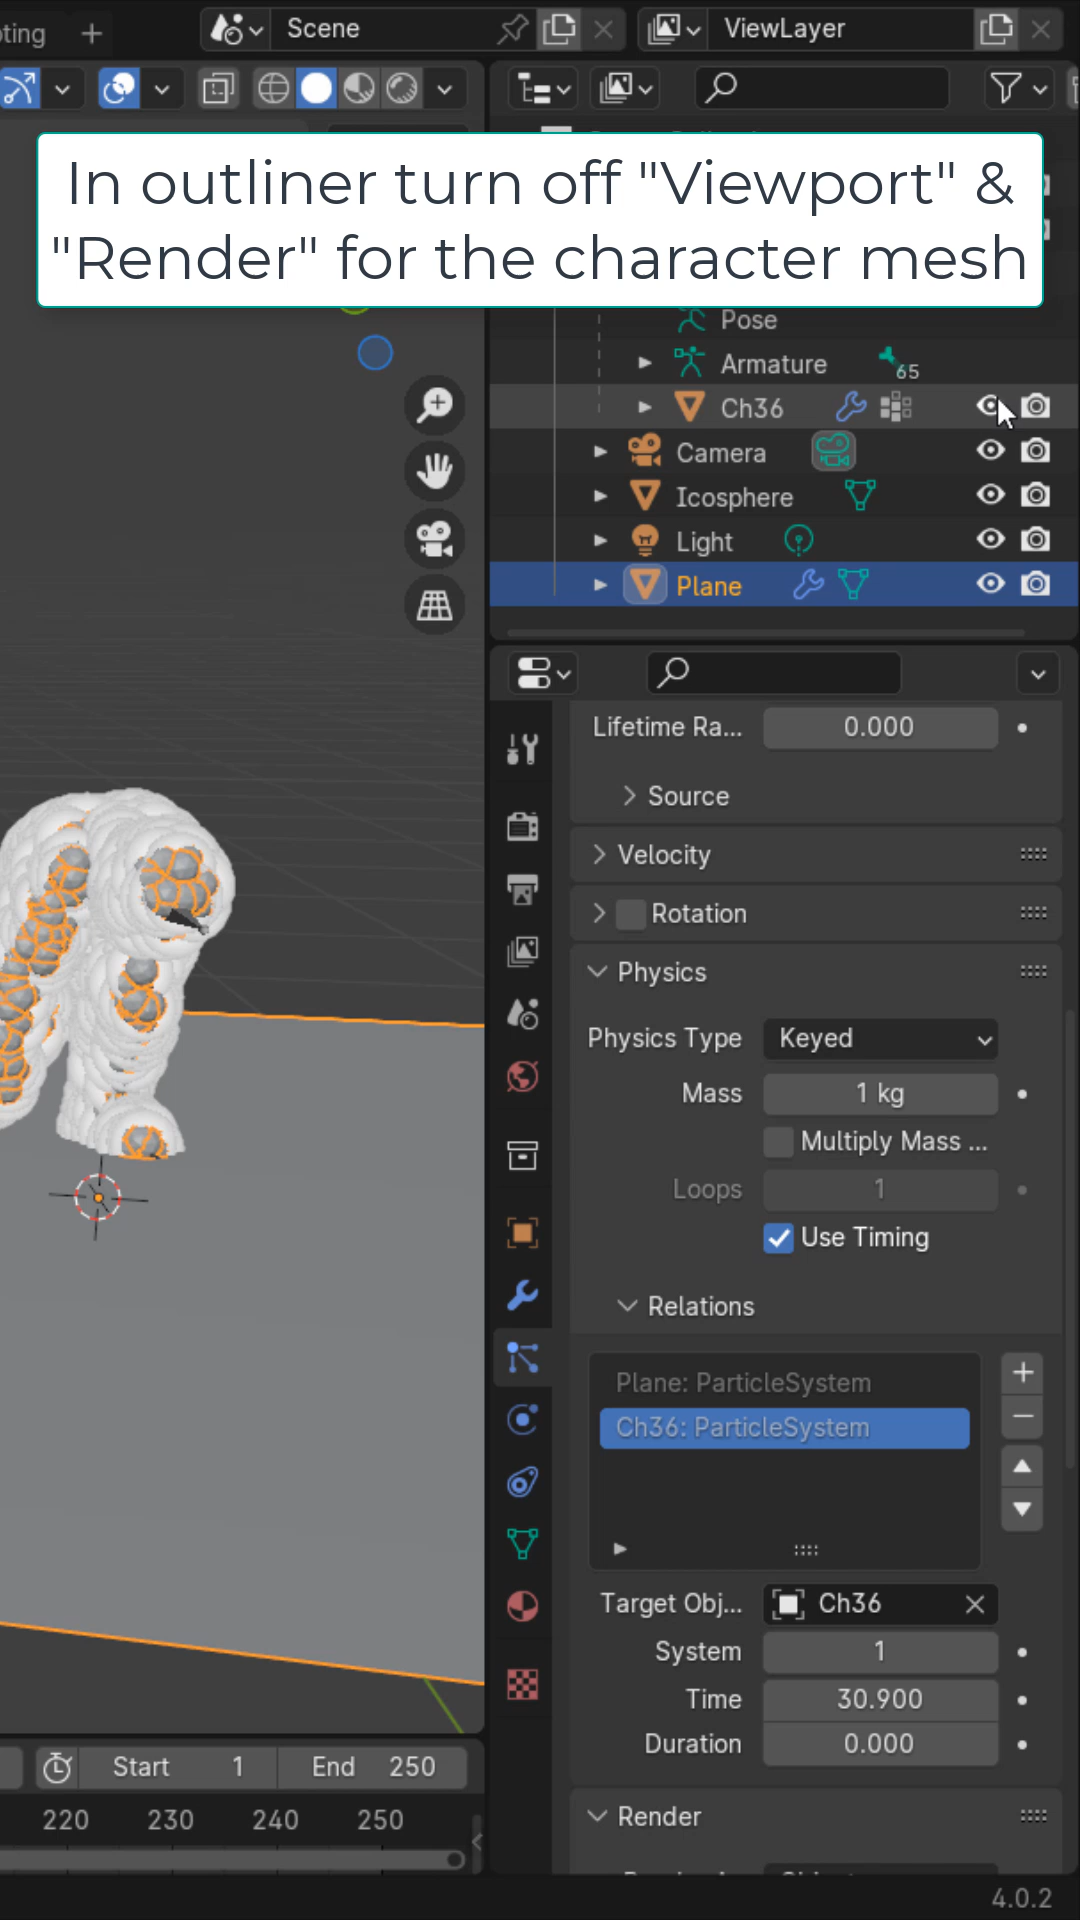 ting + Scene ViewLayer
In outliner turn off "Viewport" &
"Render" for the character mesh
Pose
Armature 65
Ch36
Camera
Icosphere
Light
Plane
Lifetime Ra... 0.000
Source
Velocity
Rotation
Physics
Physics Type Keyed
Mass 1 kg
Multiply Mass ...
Loops 1
Use Timing
Relations
Plane: ParticleSystem
Ch36: ParticleSystem
Target Obj... Ch36
System 1
Time 30.900
Duration 0.000
Start 1 End 250
220 230 240 250
Render
4.0.2